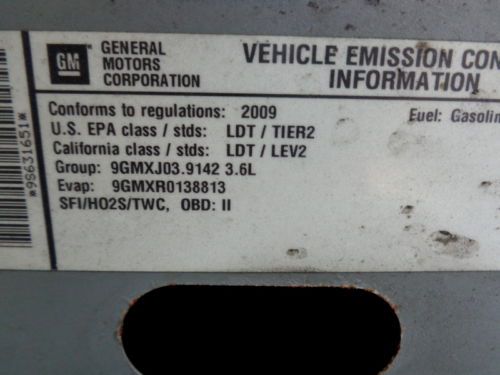 GM
GENERAL
MOTORS
CORPORATION
VEHICLE EMISSION CON
INFORMATION
Conforms to regulations: 2009
Fuel: Gasolin
U.S. EPA class / stds: LDT / TIER2
California class / stds: LDT / LEV2
Group: 9GMXJ03.9142 3.6L
Evap: 9GMXR0138813
SFI/HO2S/TWC, OBD: II
*98631651*